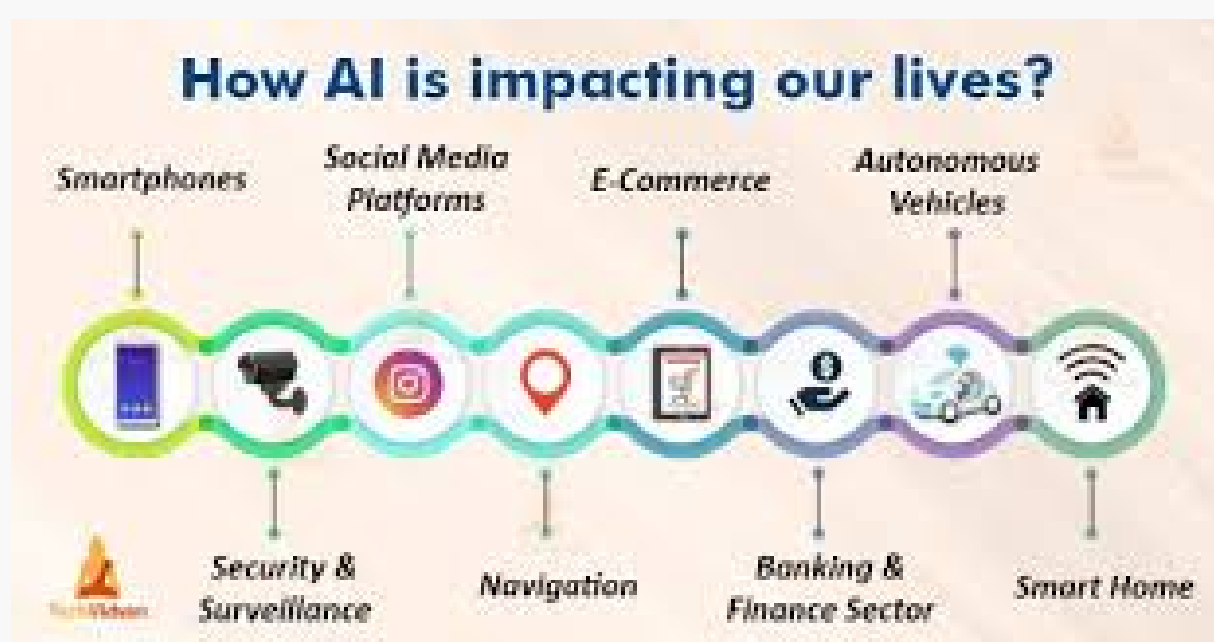 How AI is impacting our lives?
Smartphones
Social Media
Platforms
E-Commerce
Autonomous
Vehicles
Security &
Surveillance
Navigation
Banking &
Finance Sector
Smart Home
TechVidvan